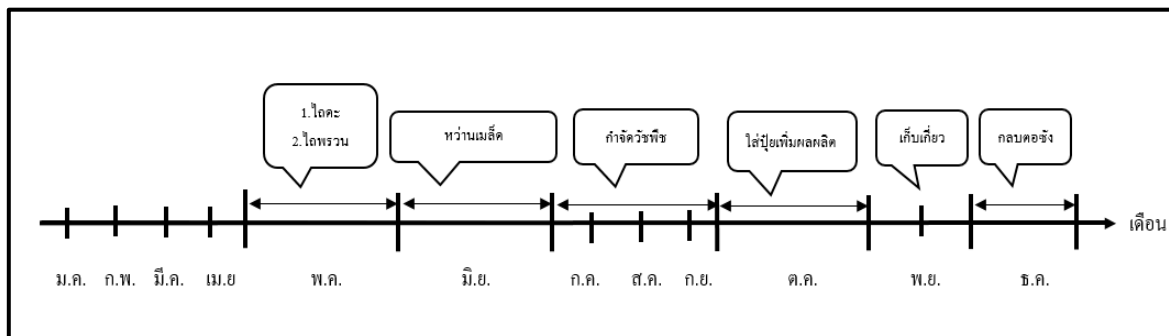 1.ไถดะ
2.ไถพรวน
หว่านเมล็ด
กำจัดวัชพืช
ใส่ปุ๋ยเพิ่มผลผลิต
เก็บเกี่ยว
กลบตอซัง
เดือน
ม.ค. ก.พ. มี.ค. เม.ย พ.ค. มิ.ย. ก.ค. ส.ค. ก.ย. ต.ค. พ.ย. ธ.ค.